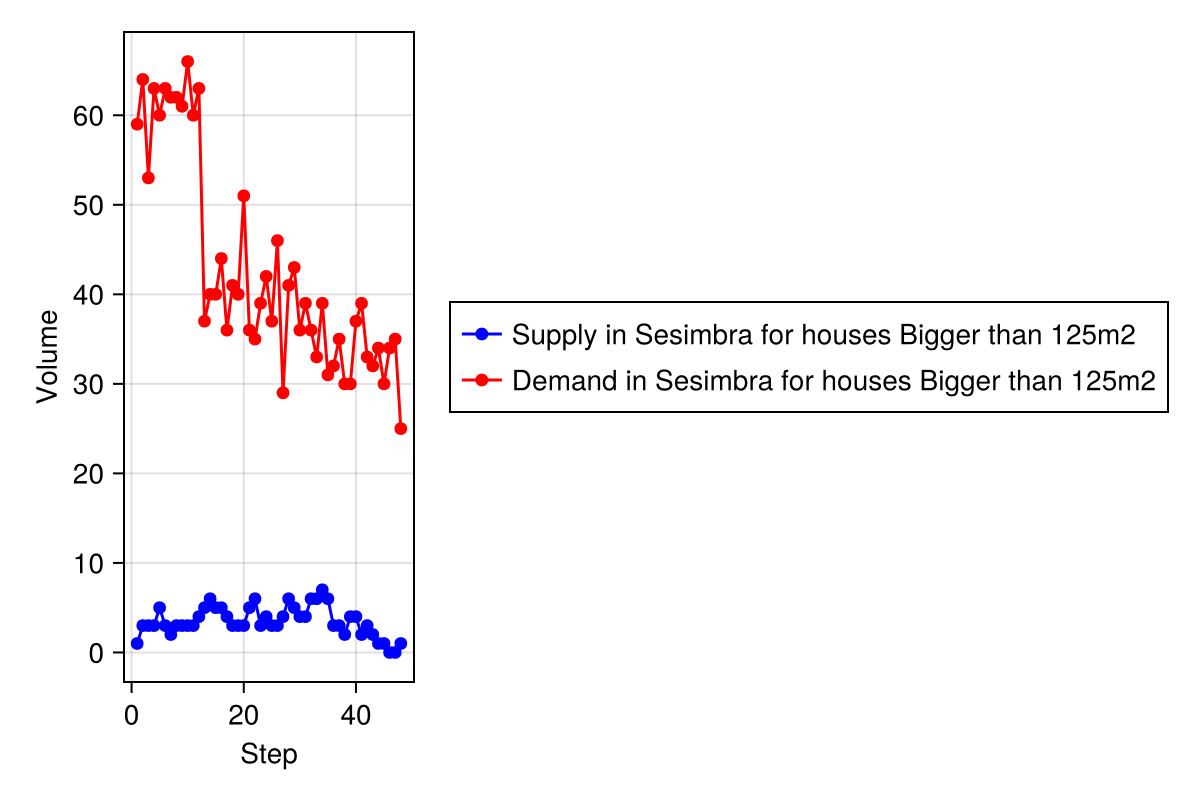 Volume
60
50
40
30
20
10
0
0 20 40
Step
Supply in Sesimbra for houses Bigger than 125m2
Demand in Sesimbra for houses Bigger than 125m2